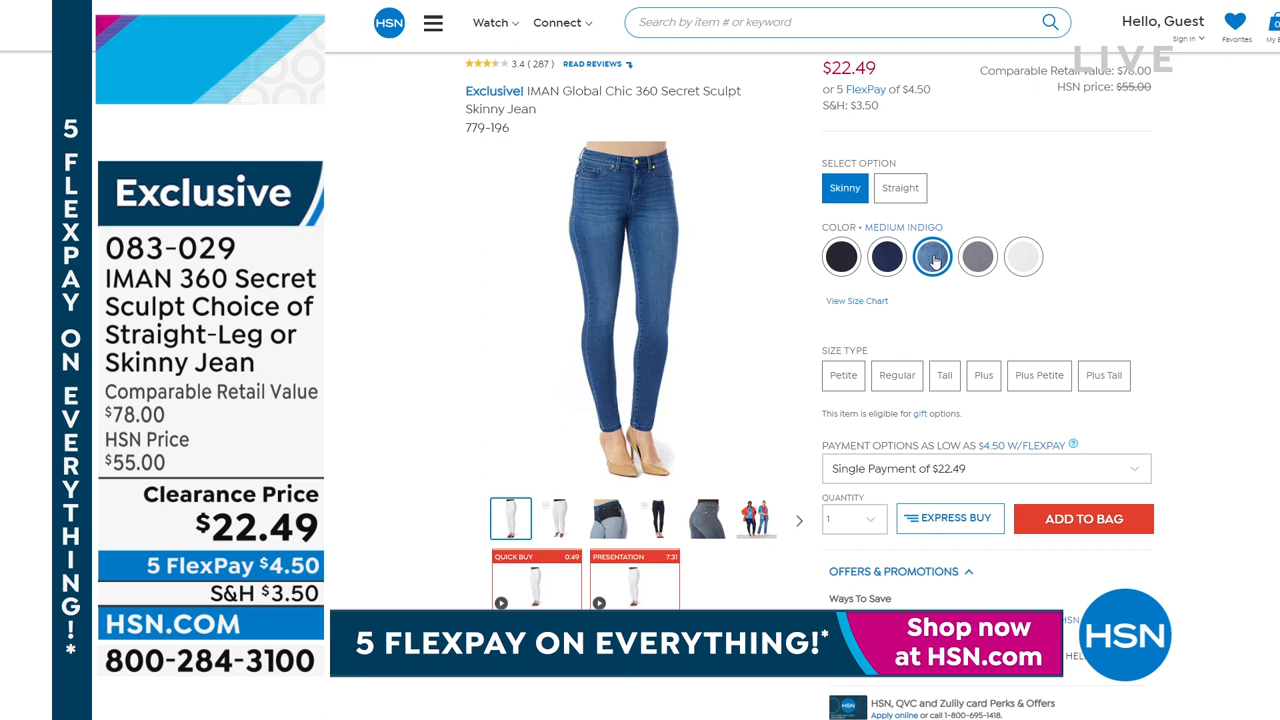 5 FLEXPAY ON EVERYTHING!*
Exclusive
083-029
IMAN 360 Secret
Sculpt Choice of
Straight-Leg or
Skinny Jean
Comparable Retail Value
$78.00
HSN Price
$55.00
Clearance Price
$22.49
5 FlexPay $4.50
S&H $3.50
HSN.COM
800-284-3100
HSN
Watch
Connect
Search by item # or keyword
Hello, Guest
Sign In
Favorites
0
LIVE
3.4 ( 287 )
READ REVIEWS
Exclusive! IMAN Global Chic 360 Secret Sculpt
Skinny Jean
779-196
$22.49
or 5 FlexPay of $4.50
S&H: $3.50
Comparable Retail Value: $78.00
HSN price: $55.00
SELECT OPTION
Skinny
Straight
COLOR • MEDIUM INDIGO
View Size Chart
SIZE TYPE
Petite
Regular
Tall
Plus
Plus Petite
Plus Tall
This item is eligible for gift options.
PAYMENT OPTIONS AS LOW AS $4.50 W/FLEXPAY ?
Single Payment of $22.49
QUANTITY
1
EXPRESS BUY
ADD TO BAG
QUICK BUY 0:49
PRESENTATION 7:31
OFFERS & PROMOTIONS
Ways To Save
5 FLEXPAY ON EVERYTHING!*
Shop now
at HSN.com
HSN
HSN
HSN, QVC and Zulily card Perks & Offers
Apply online or call 1-800-695-1418.